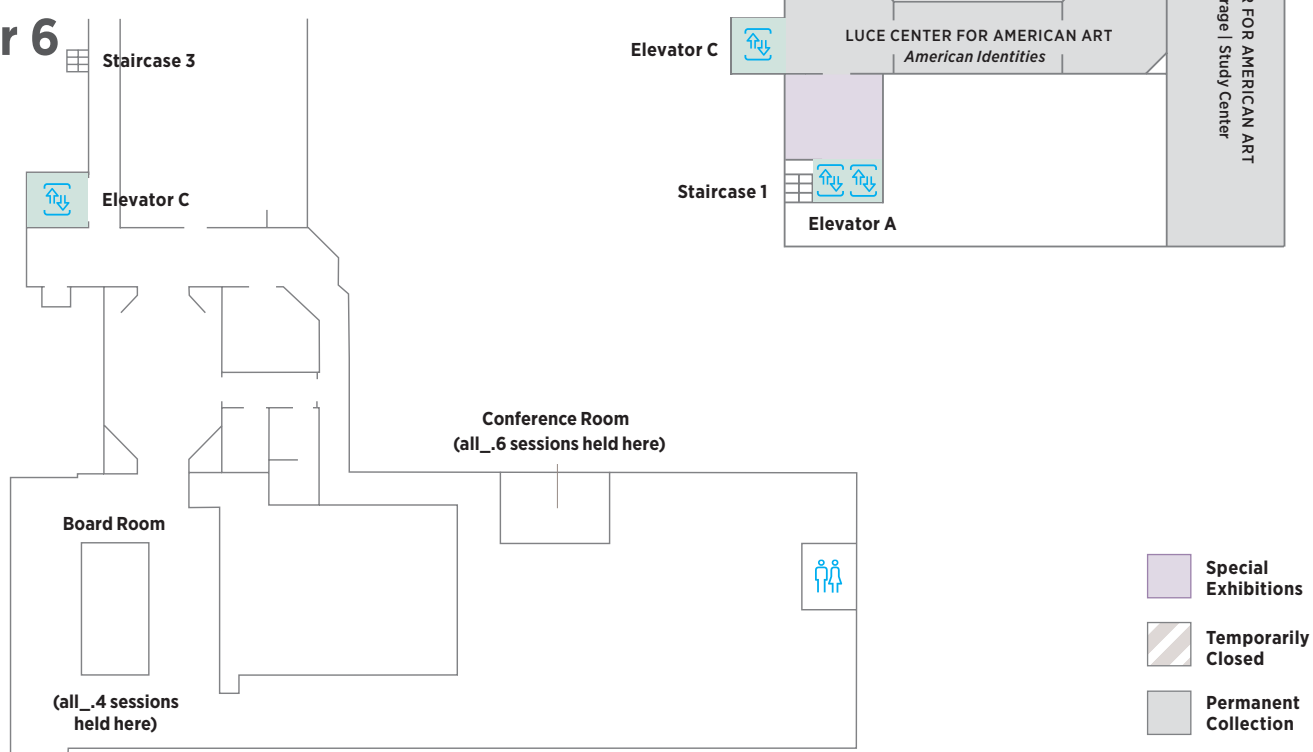 r 6
Staircase 3
Elevator C
Conference Room
(all_.6 sessions held here)
Board Room
(all_.4 sessions
held here)
Elevator C
LUCE CENTER FOR AMERICAN ART
American Identities
R FOR AMERICAN ART
rage | Study Center
Staircase 1
Elevator A
Special
Exhibitions
Temporarily
Closed
Permanent
Collection